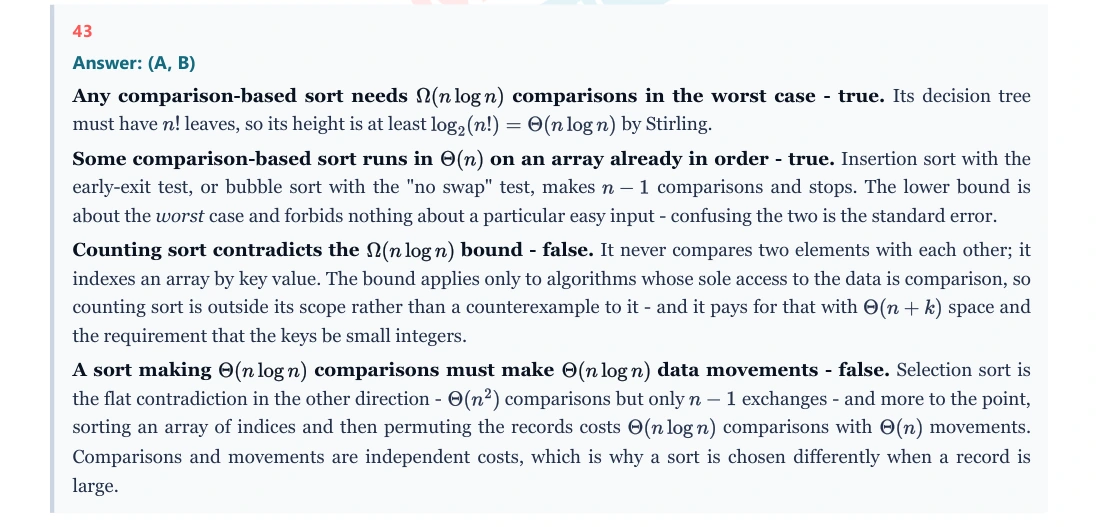 43
Answer: (A, B)
Any comparison-based sort needs Ω(n log n) comparisons in the worst case - true. Its decision
tree must have n! leaves, so its height is at least log₂(n!) = Θ(n log n) by Stirling.
Some comparison-based sort runs in Θ(n) on an array already in order - true. Insertion sort with the
early-exit test, or bubble sort with the "no swap" test, makes n − 1 comparisons and stops. The lower bound is
about the worst case and forbids nothing about a particular easy input - confusing the two is the standard error.
Counting sort contradicts the Ω(n log n) bound - false. It never compares two elements with each other; it
indexes an array by key value. The bound applies only to algorithms whose sole access to the data is comparison, so
counting sort is outside its scope rather than a counterexample to it - and it pays for that with Θ(n + k) space and
the requirement that the keys be small integers.
A sort making Θ(n log n) comparisons must make Θ(n log n) data movements - false. Selection sort is
the flat contradiction in the other direction - Θ(n²) comparisons but only n − 1 exchanges - and more to the point,
sorting an array of indices and then permuting the records costs Θ(n log n) comparisons with Θ(n) movements.
Comparisons and movements are independent costs, which is why a sort is chosen differently when a record is
large.